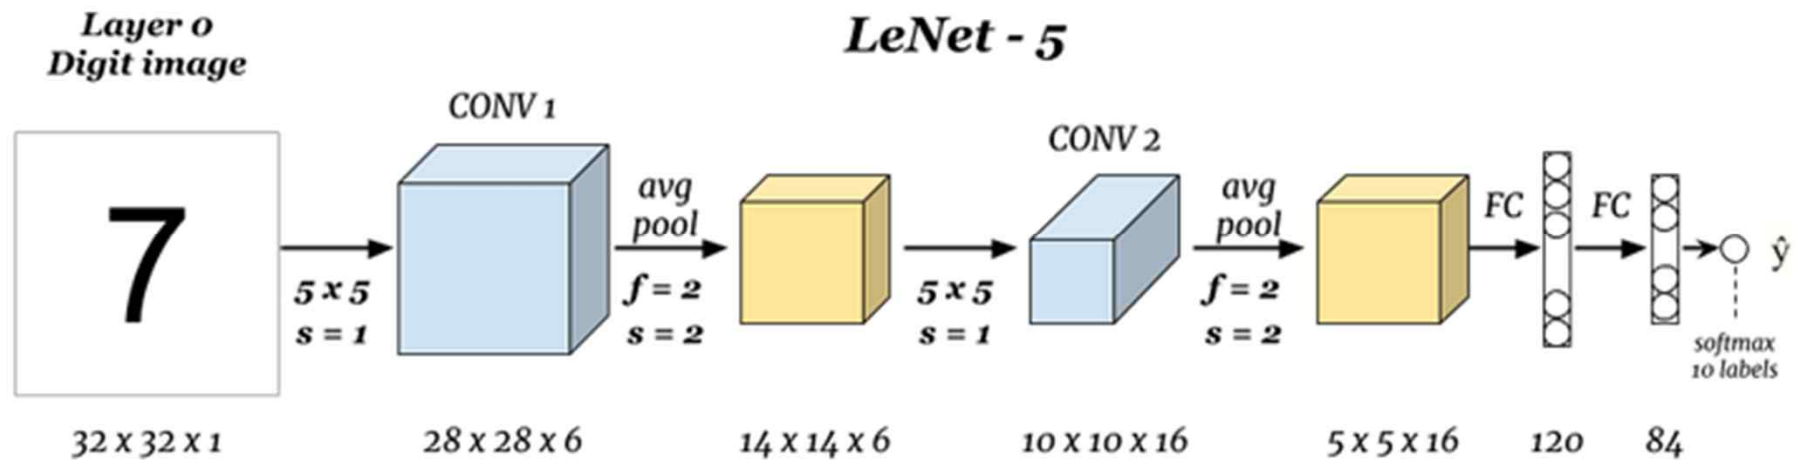 Layer 0
Digit image
LeNet - 5
CONV 1
CONV 2
7
avg
pool
avg
pool
FC
FC
5 x 5
s = 1
f = 2
s = 2
5 x 5
s = 1
f = 2
s = 2
ŷ
softmax
10 labels
32 x 32 x 1
28 x 28 x 6
14 x 14 x 6
10 x 10 x 16
5 x 5 x 16
120
84